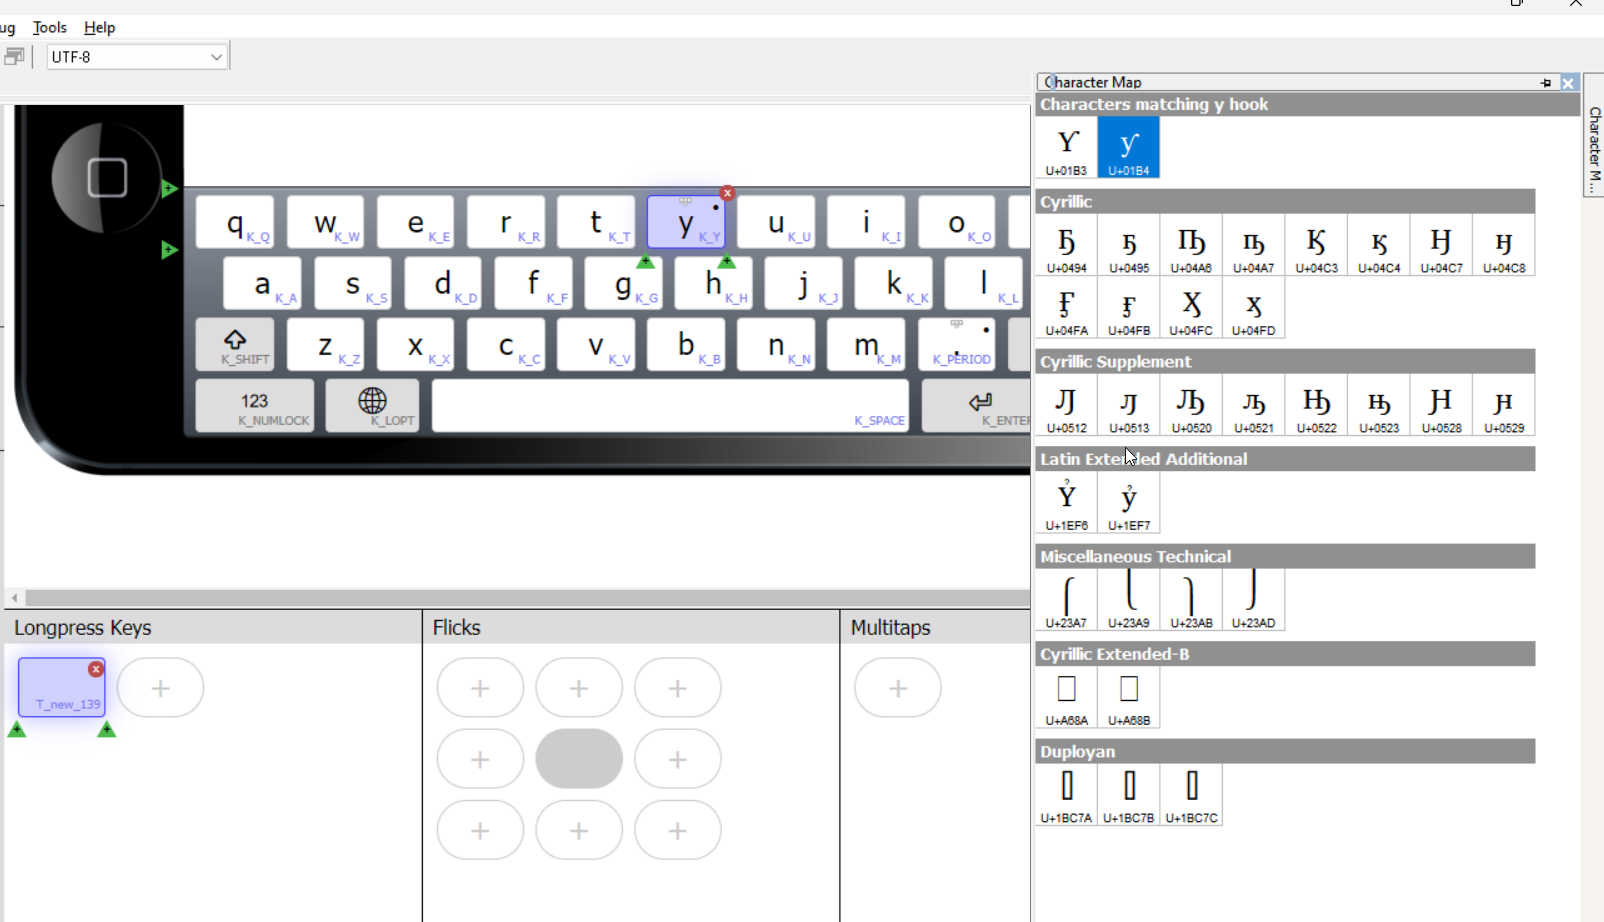 ug Tools Help
UTF-8
q K_Q w K_W e K_E r K_R t K_T y K_Y u K_U i K_I o K_O
a K_A s K_S d K_D f K_F g K_G h K_H j K_J k K_K l K_L
K_SHIFT z K_Z x K_X c K_C v K_V b K_B n K_N m K_M . K_PERIOD
123 K_NUMLOCK K_LOPT K_SPACE K_ENTER
Longpress Keys
T_new_139
Flicks
Multitaps
Character Map
Characters matching y hook
Ƴ ƴ
U+01B3 U+01B4
Cyrillic
Ҕ ҕ Ҧ ҧ Ӄ ӄ Ӈ ӈ
U+0494 U+0495 U+04A6 U+04A7 U+04C3 U+04C4 U+04C7 U+04C8
Ӻ ӻ Ӽ ӽ
U+04FA U+04FB U+04FC U+04FD
Cyrillic Supplement
Ԓ ԓ Ԡ ԡ Ԣ ԣ Ԩ ԩ
U+0512 U+0513 U+0520 U+0521 U+0522 U+0523 U+0528 U+0529
Latin Extended Additional
Ỷ ỷ
U+1EF6 U+1EF7
Miscellaneous Technical
⎧ ⎩ ⎫ ⎭
U+23A7 U+23A9 U+23AB U+23AD
Cyrillic Extended-B
U+A68A U+A68B
Duployan
U+1BC7A U+1BC7B U+1BC7C
Character M...